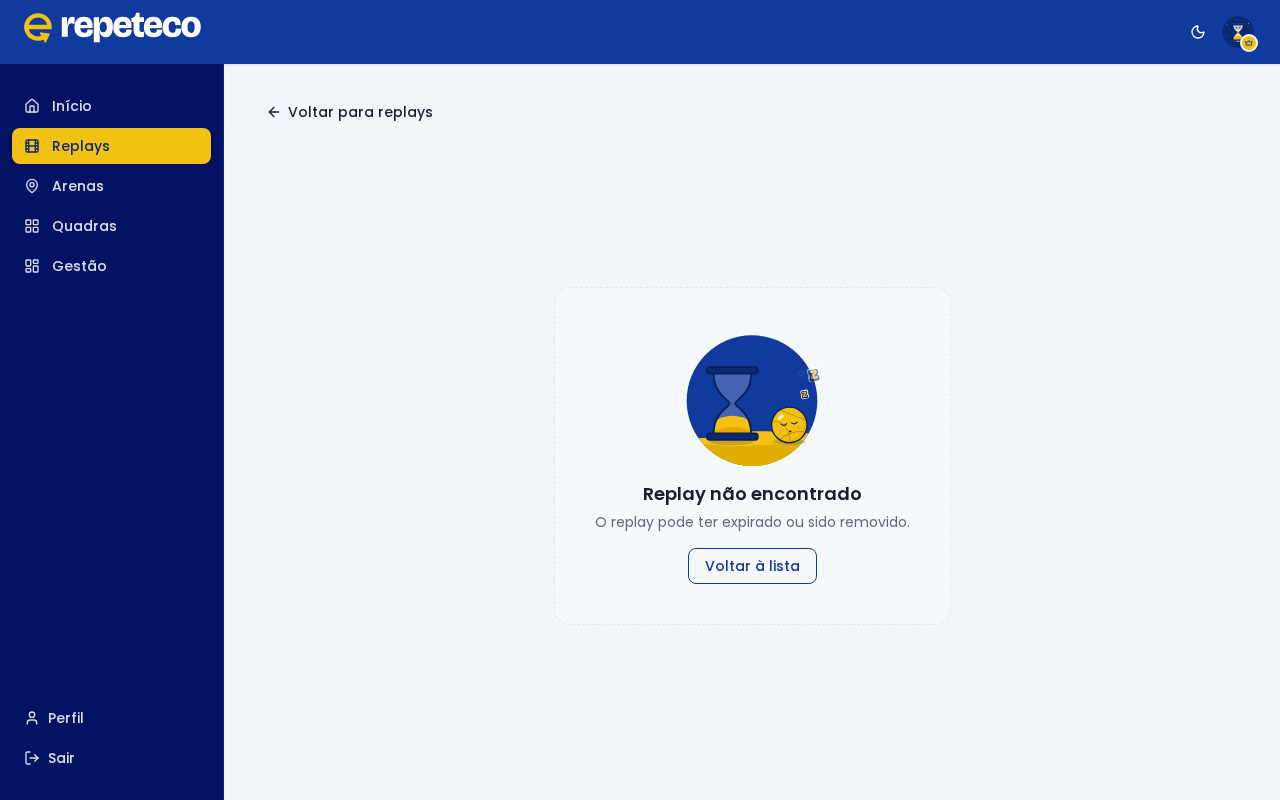 repeteco
Início
Replays
Arenas
Quadras
Gestão
Perfil
Sair
Voltar para replays
z
z
Replay não encontrado
O replay pode ter expirado ou sido removido.
Voltar à lista